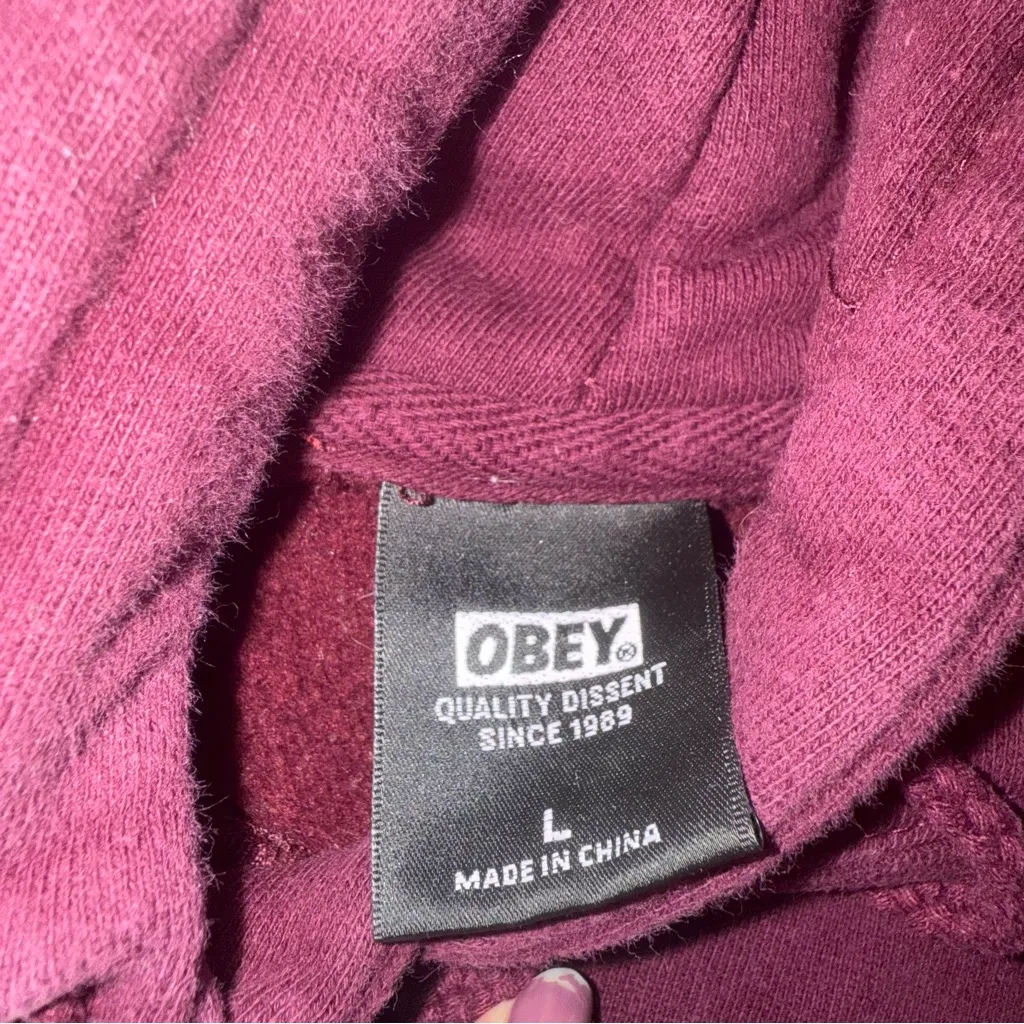 OBEY®
QUALITY DISSENT
SINCE 1989
L
MADE IN CHINA